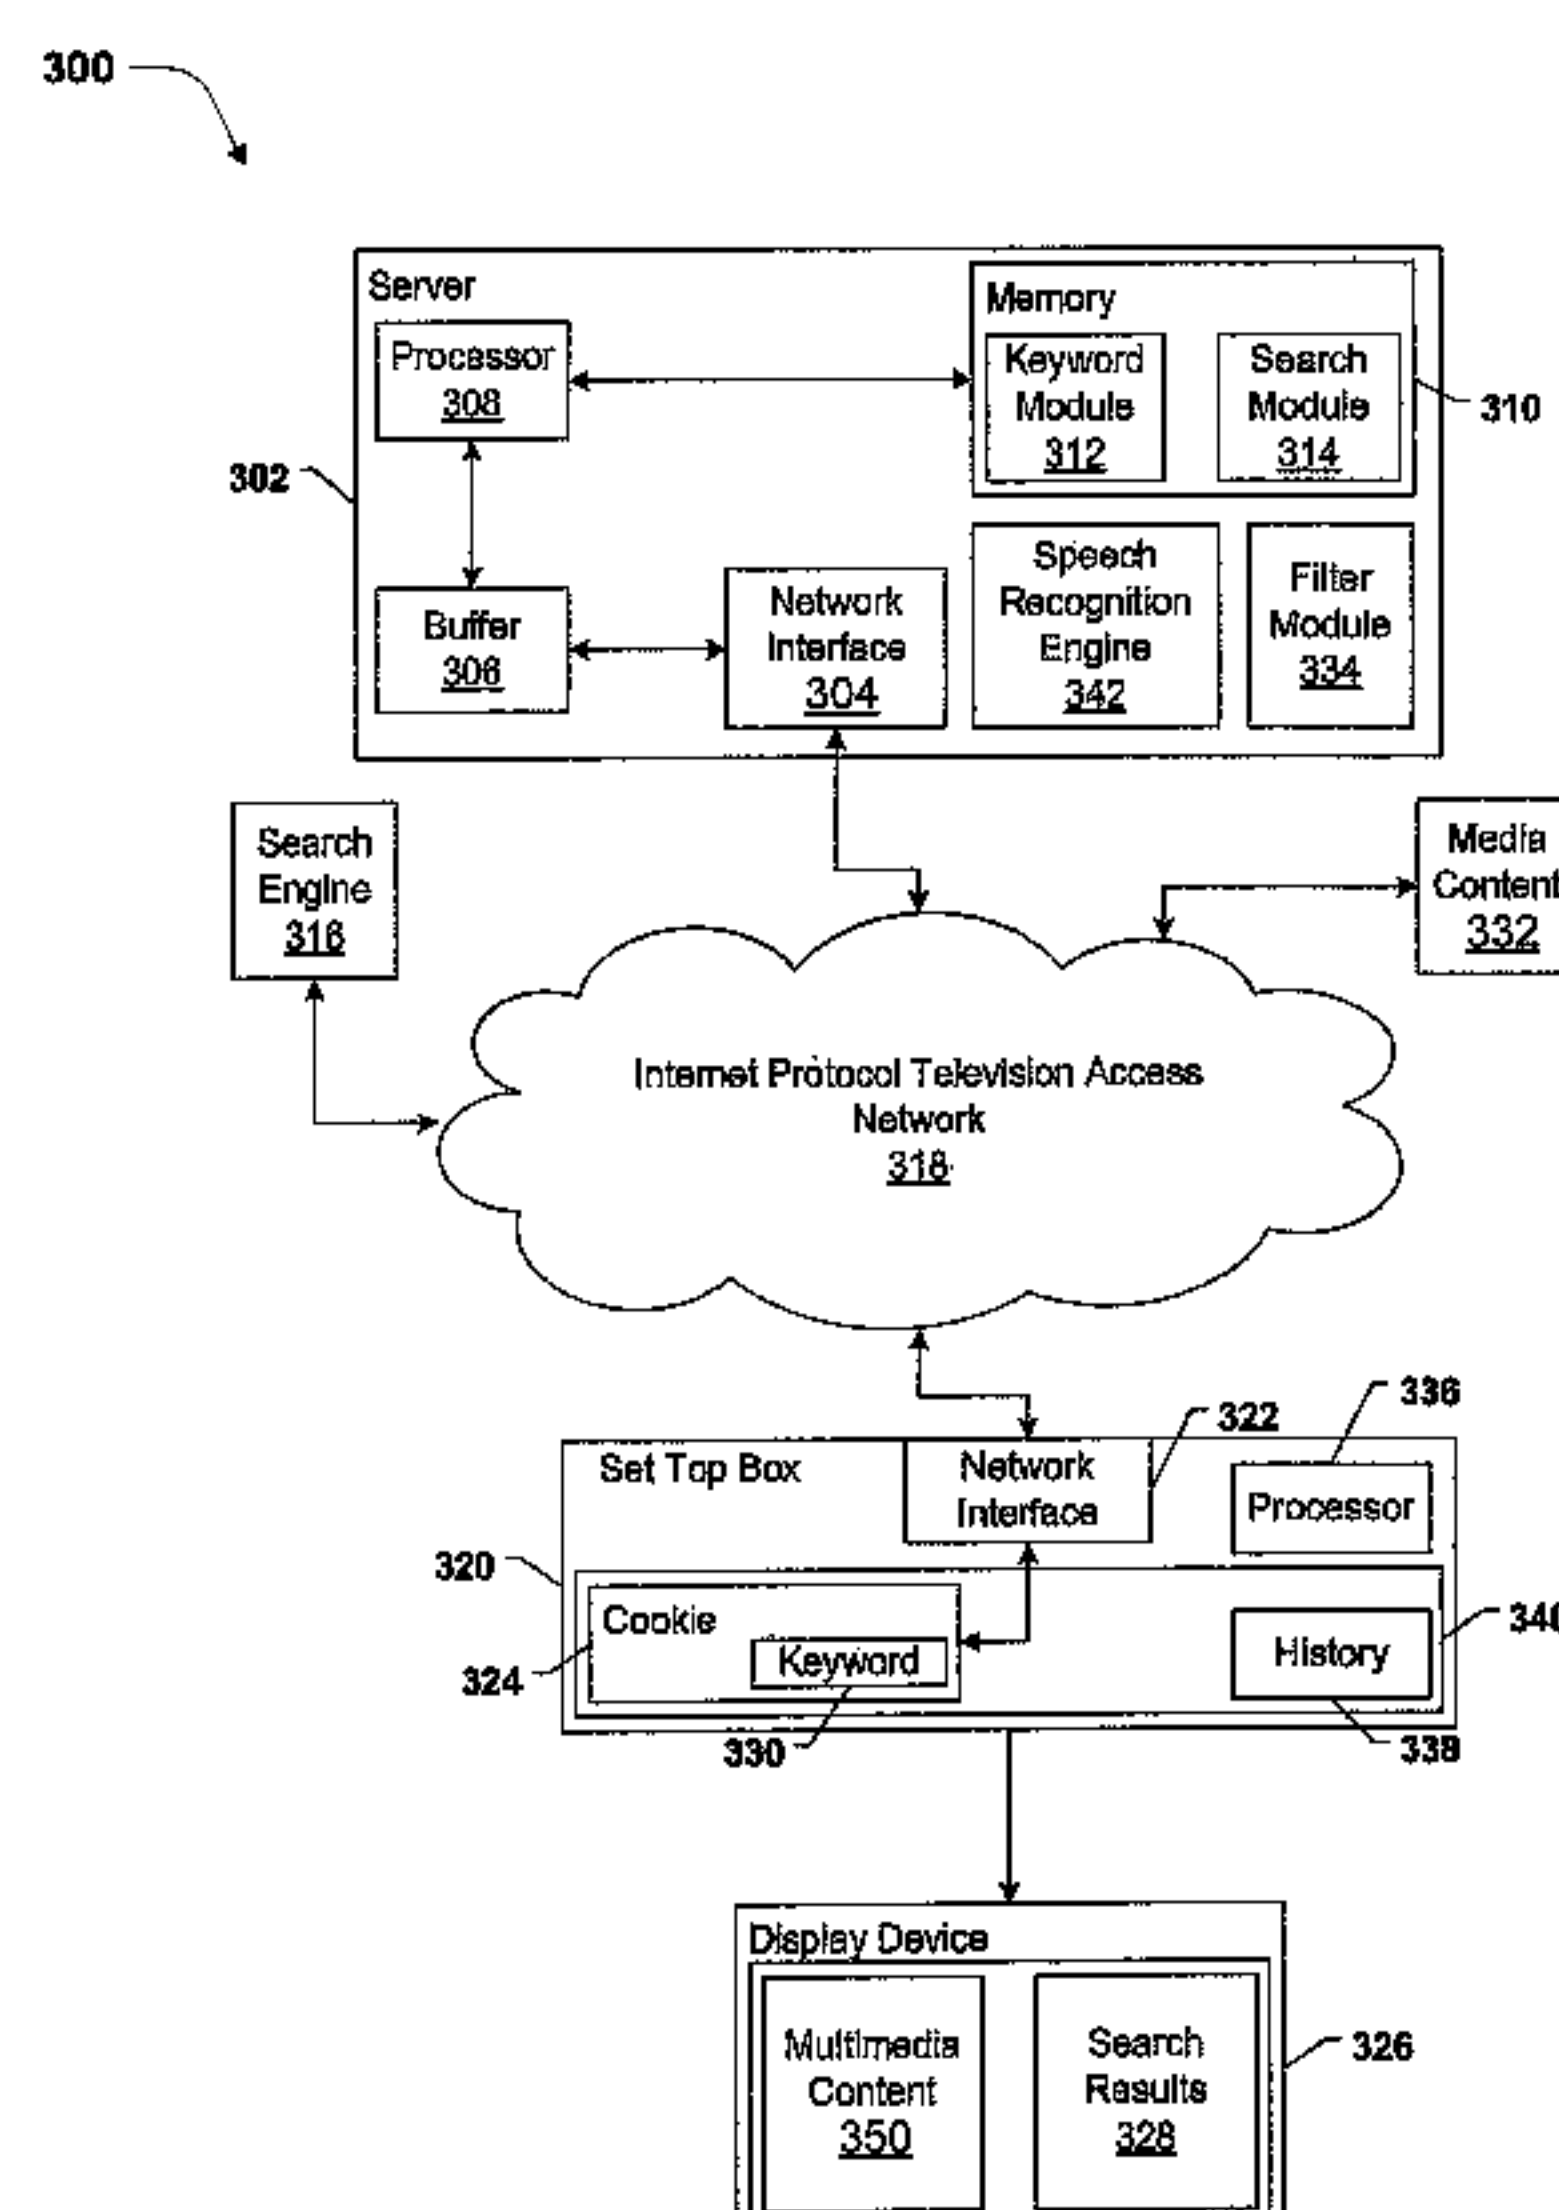 300
Server
Processor
308
Memory
Keyword
Module
312
Search
Module
314
310
302
Buffer
306
Network
Interface
304
Speech
Recognition
Engine
342
Filter
Module
334
Search
Engine
316
Media
Content
332
Internet Protocol Television Access
Network
318
336
322
Set Top Box
Network
Interface
Processor
320
Cookie
Keyword
History
340
324
330
338
Display Device
Multimedia
Content
350
Search
Results
328
326